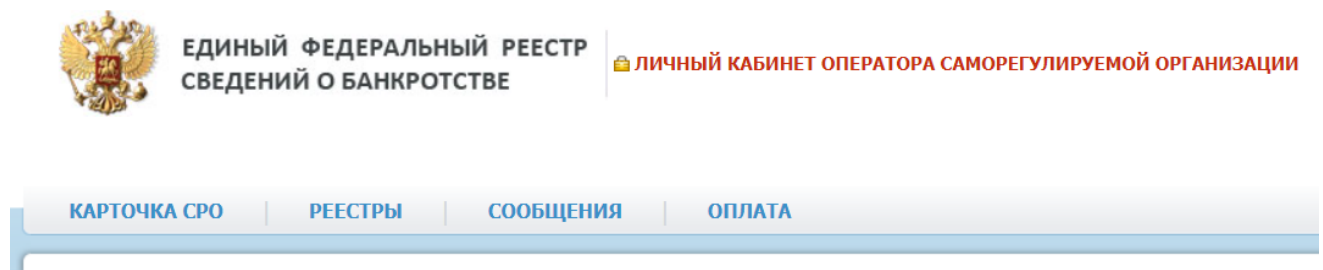 ЕДИНЫЙ ФЕДЕРАЛЬНЫЙ РЕЕСТР
СВЕДЕНИЙ О БАНКРОТСТВЕ
ЛИЧНЫЙ КАБИНЕТ ОПЕРАТОРА САМОРЕГУЛИРУЕМОЙ ОРГАНИЗАЦИИ
КАРТОЧКА СРО РЕЕСТРЫ СООБЩЕНИЯ ОПЛАТА